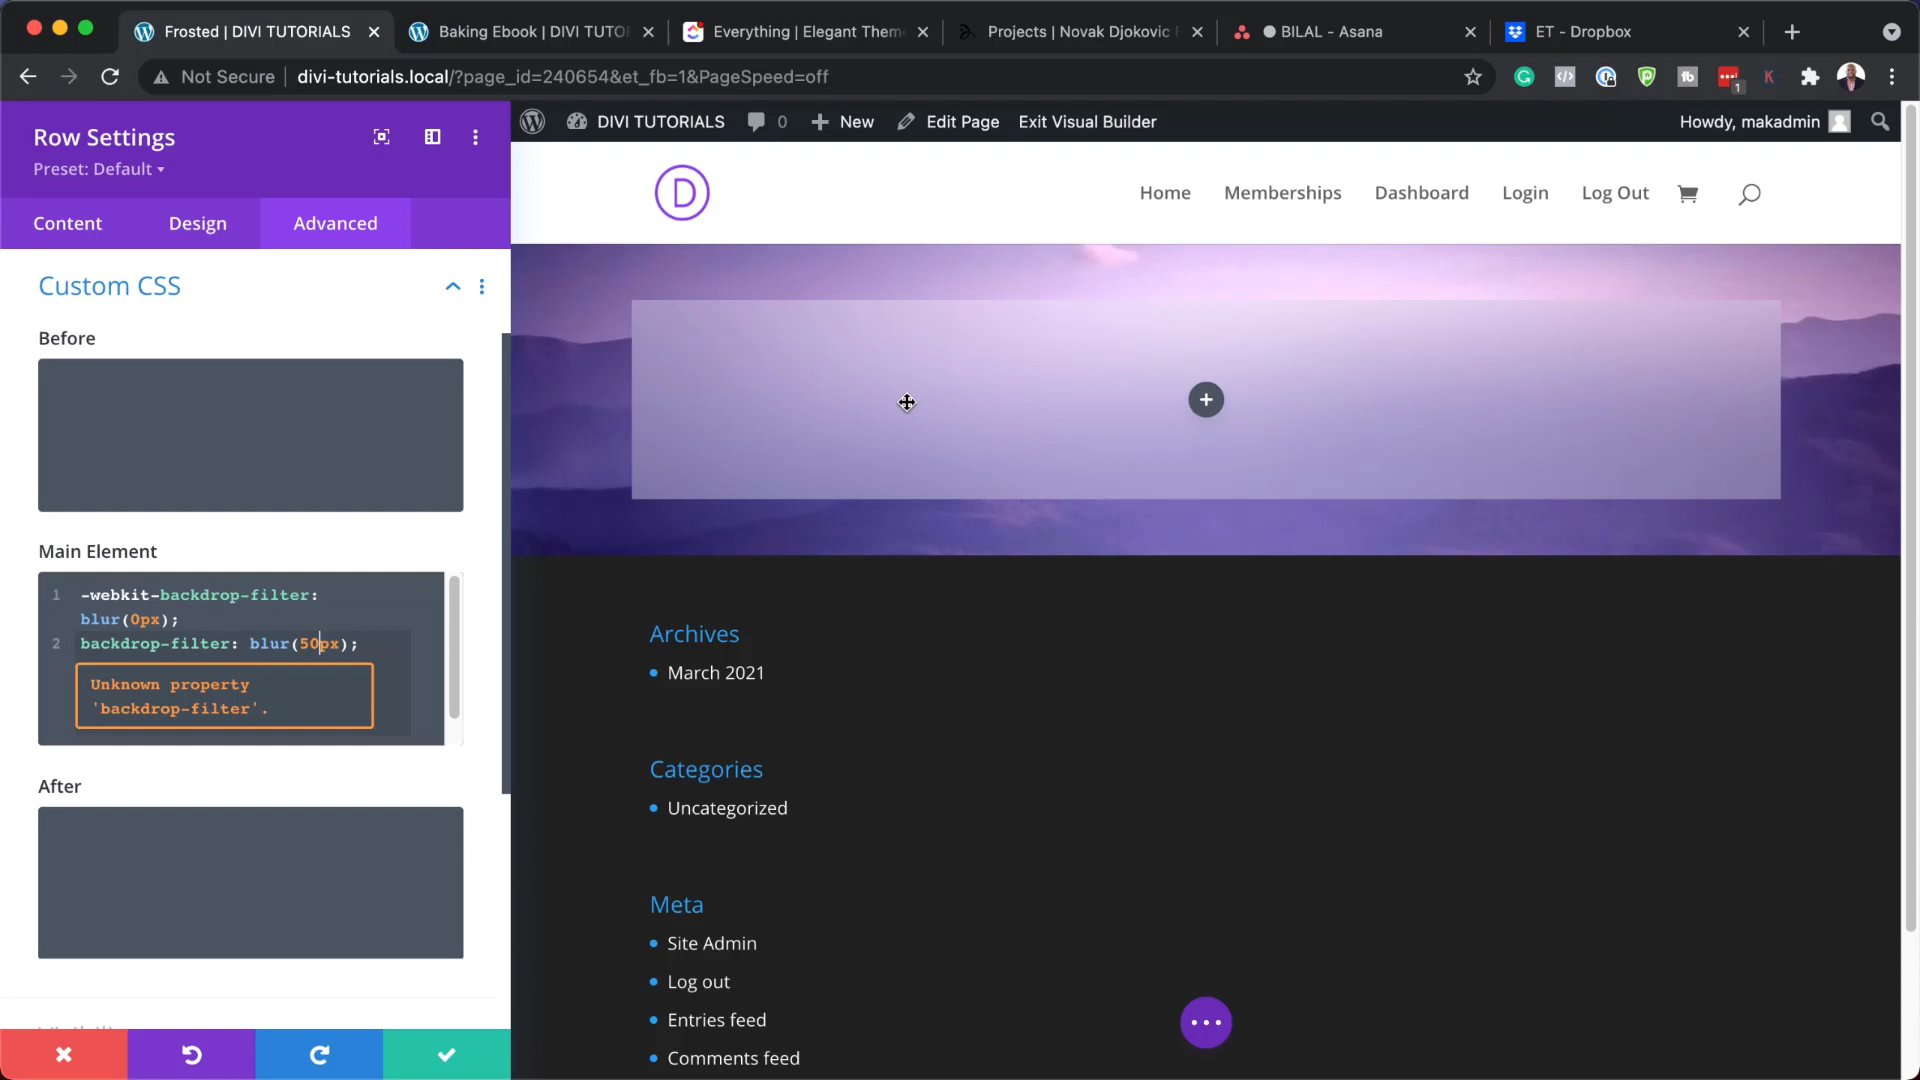 Frosted | DIVI TUTORIALS
Baking Ebook | DIVI TUTO
Everything | Elegant Them
Projects | Novak Djokovic F
BILAL - Asana
ET - Dropbox
Not Secure
divi-tutorials.local/?page_id=240654&et_fb=1&PageSpeed=off
1
K
Row Settings
Preset: Default
Content
Design
Advanced
DIVI TUTORIALS
0
New
Edit Page
Exit Visual Builder
Howdy, makadmin
D
Home
Memberships
Dashboard
Login
Log Out
Custom CSS
Before
Main Element
1 -webkit-backdrop-filter:
blur(0px);
2 backdrop-filter: blur(50px);
Unknown property
'backdrop-filter'.
After
Archives
March 2021
Categories
Uncategorized
Meta
Site Admin
Log out
Entries feed
Comments feed